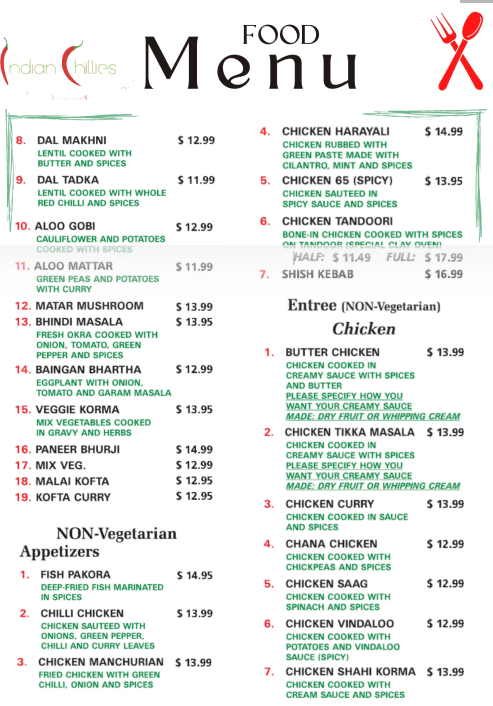 FOOD
Menu
Indian Chillies
8. DAL MAKHNI $ 12.99
LENTIL COOKED WITH
BUTTER AND SPICES
9. DAL TADKA $ 11.99
LENTIL COOKED WITH WHOLE
RED CHILLI AND SPICES
10. ALOO GOBI $ 12.99
CAULIFLOWER AND POTATOES
COOKED WITH SPICES
11. ALOO MATTAR $ 11.99
GREEN PEAS AND POTATOES
WITH CURRY
12. MATAR MUSHROOM $ 13.99
13. BHINDI MASALA $ 13.95
FRESH OKRA COOKED WITH
ONION, TOMATO, GREEN
PEPPER AND SPICES
14. BAINGAN BHARTHA $ 12.99
EGGPLANT WITH ONION,
TOMATO AND GARAM MASALA
15. VEGGIE KORMA $ 13.95
MIX VEGETABLES COOKED
IN GRAVY AND HERBS
16. PANEER BHURJI $ 14.99
17. MIX VEG. $ 12.99
18. MALAI KOFTA $ 12.95
19. KOFTA CURRY $ 12.95
NON-Vegetarian
Appetizers
1. FISH PAKORA $ 14.95
DEEP-FRIED FISH MARINATED
IN SPICES
2. CHILLI CHICKEN $ 13.99
CHICKEN SAUTEED WITH
ONIONS, GREEN PEPPER,
CHILLI AND CURRY LEAVES
3. CHICKEN MANCHURIAN $ 13.99
FRIED CHICKEN WITH GREEN
CHILLI, ONION AND SPICES
4. CHICKEN HARAYALI $ 14.99
CHICKEN RUBBED WITH
GREEN PASTE MADE WITH
CILANTRO, MINT AND SPICES
5. CHICKEN 65 (SPICY) $ 13.95
CHICKEN SAUTEED IN
SPICY SAUCE AND SPICES
6. CHICKEN TANDOORI
BONE-IN CHICKEN COOKED WITH SPICES
ON TANDOOR (SPECIAL CLAY OVEN)
HALF: $ 11.49 FULL: $ 17.99
7. SHISH KEBAB $ 16.99
Entree (NON-Vegetarian)
Chicken
1. BUTTER CHICKEN $ 13.99
CHICKEN COOKED IN
CREAMY SAUCE WITH SPICES
AND BUTTER
PLEASE SPECIFY HOW YOU
WANT YOUR CREAMY SAUCE
MADE: DRY FRUIT OR WHIPPING CREAM
2. CHICKEN TIKKA MASALA $ 13.99
CHICKEN COOKED IN
CREAMY SAUCE WITH SPICES
PLEASE SPECIFY HOW YOU
WANT YOUR CREAMY SAUCE
MADE: DRY FRUIT OR WHIPPING CREAM
3. CHICKEN CURRY $ 13.99
CHICKEN COOKED IN SAUCE
AND SPICES
4. CHANA CHICKEN $ 12.99
CHICKEN COOKED WITH
CHICKPEAS AND SPICES
5. CHICKEN SAAG $ 12.99
CHICKEN COOKED WITH
SPINACH AND SPICES
6. CHICKEN VINDALOO $ 12.99
CHICKEN COOKED WITH
POTATOES AND VINDALOO
SAUCE (SPICY)
7. CHICKEN SHAHI KORMA $ 13.99
CHICKEN COOKED WITH
CREAM SAUCE AND SPICES